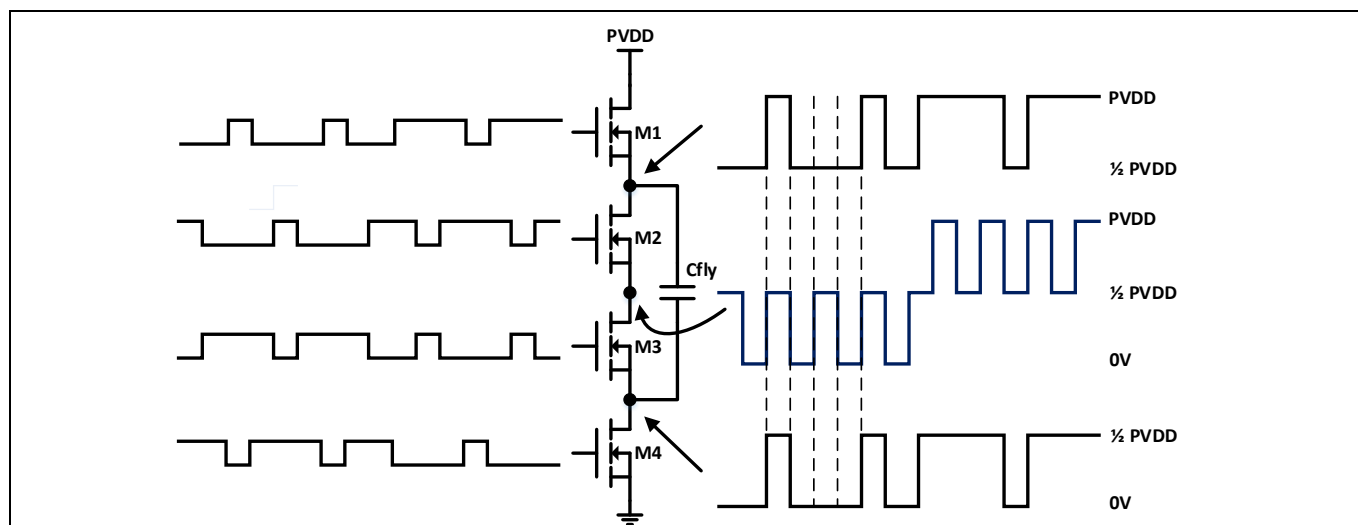 PVDD
PVDD
M1
½ PVDD
PVDD
M2
Cfly
½ PVDD
M3
0V
½ PVDD
M4
0V